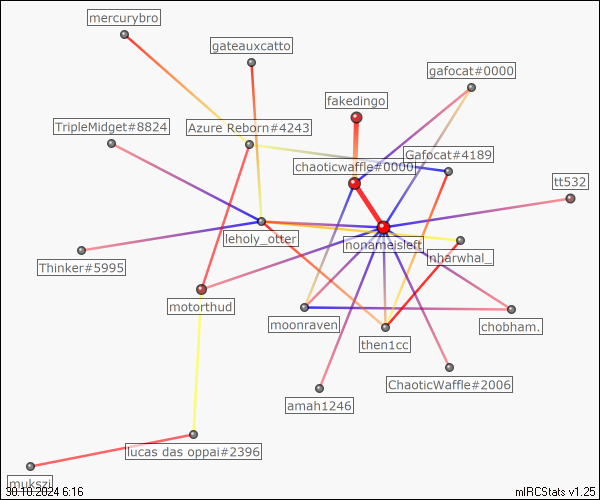 mercurybro
gateauxcatto
gafocat#0000
fakedingo
TripleMidget#8824
Azure Reborn#4243
Gafocat#4189
chaoticwaffle#0000
tt532
leholy_otter
nonameisleft
nharwhal_
Thinker#5995
motorthud
moonraven
chobham.
then1cc
ChaoticWaffle#2006
amah1246
lucas das oppai#2396
mukszi
30.10.2024 6:16
mIRCStats v1.25